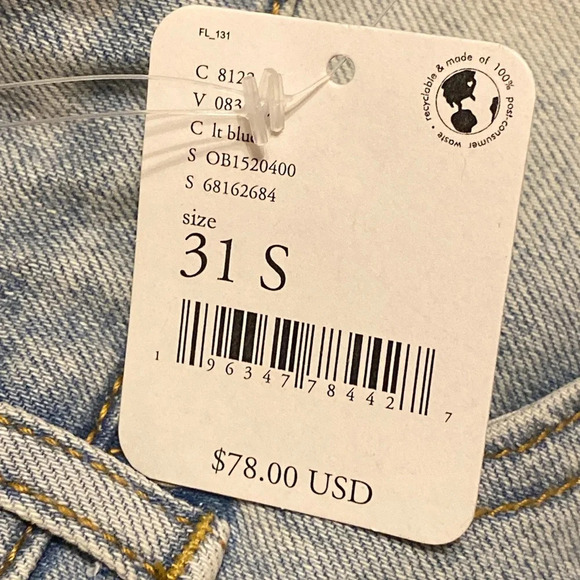 FL_131
recyclable & made of 100% post-consumer waste •
C 812
V 083
C lt blu
S OB1520400
S 68162684
size
31 S
1 96347 78442 7
$78.00 USD